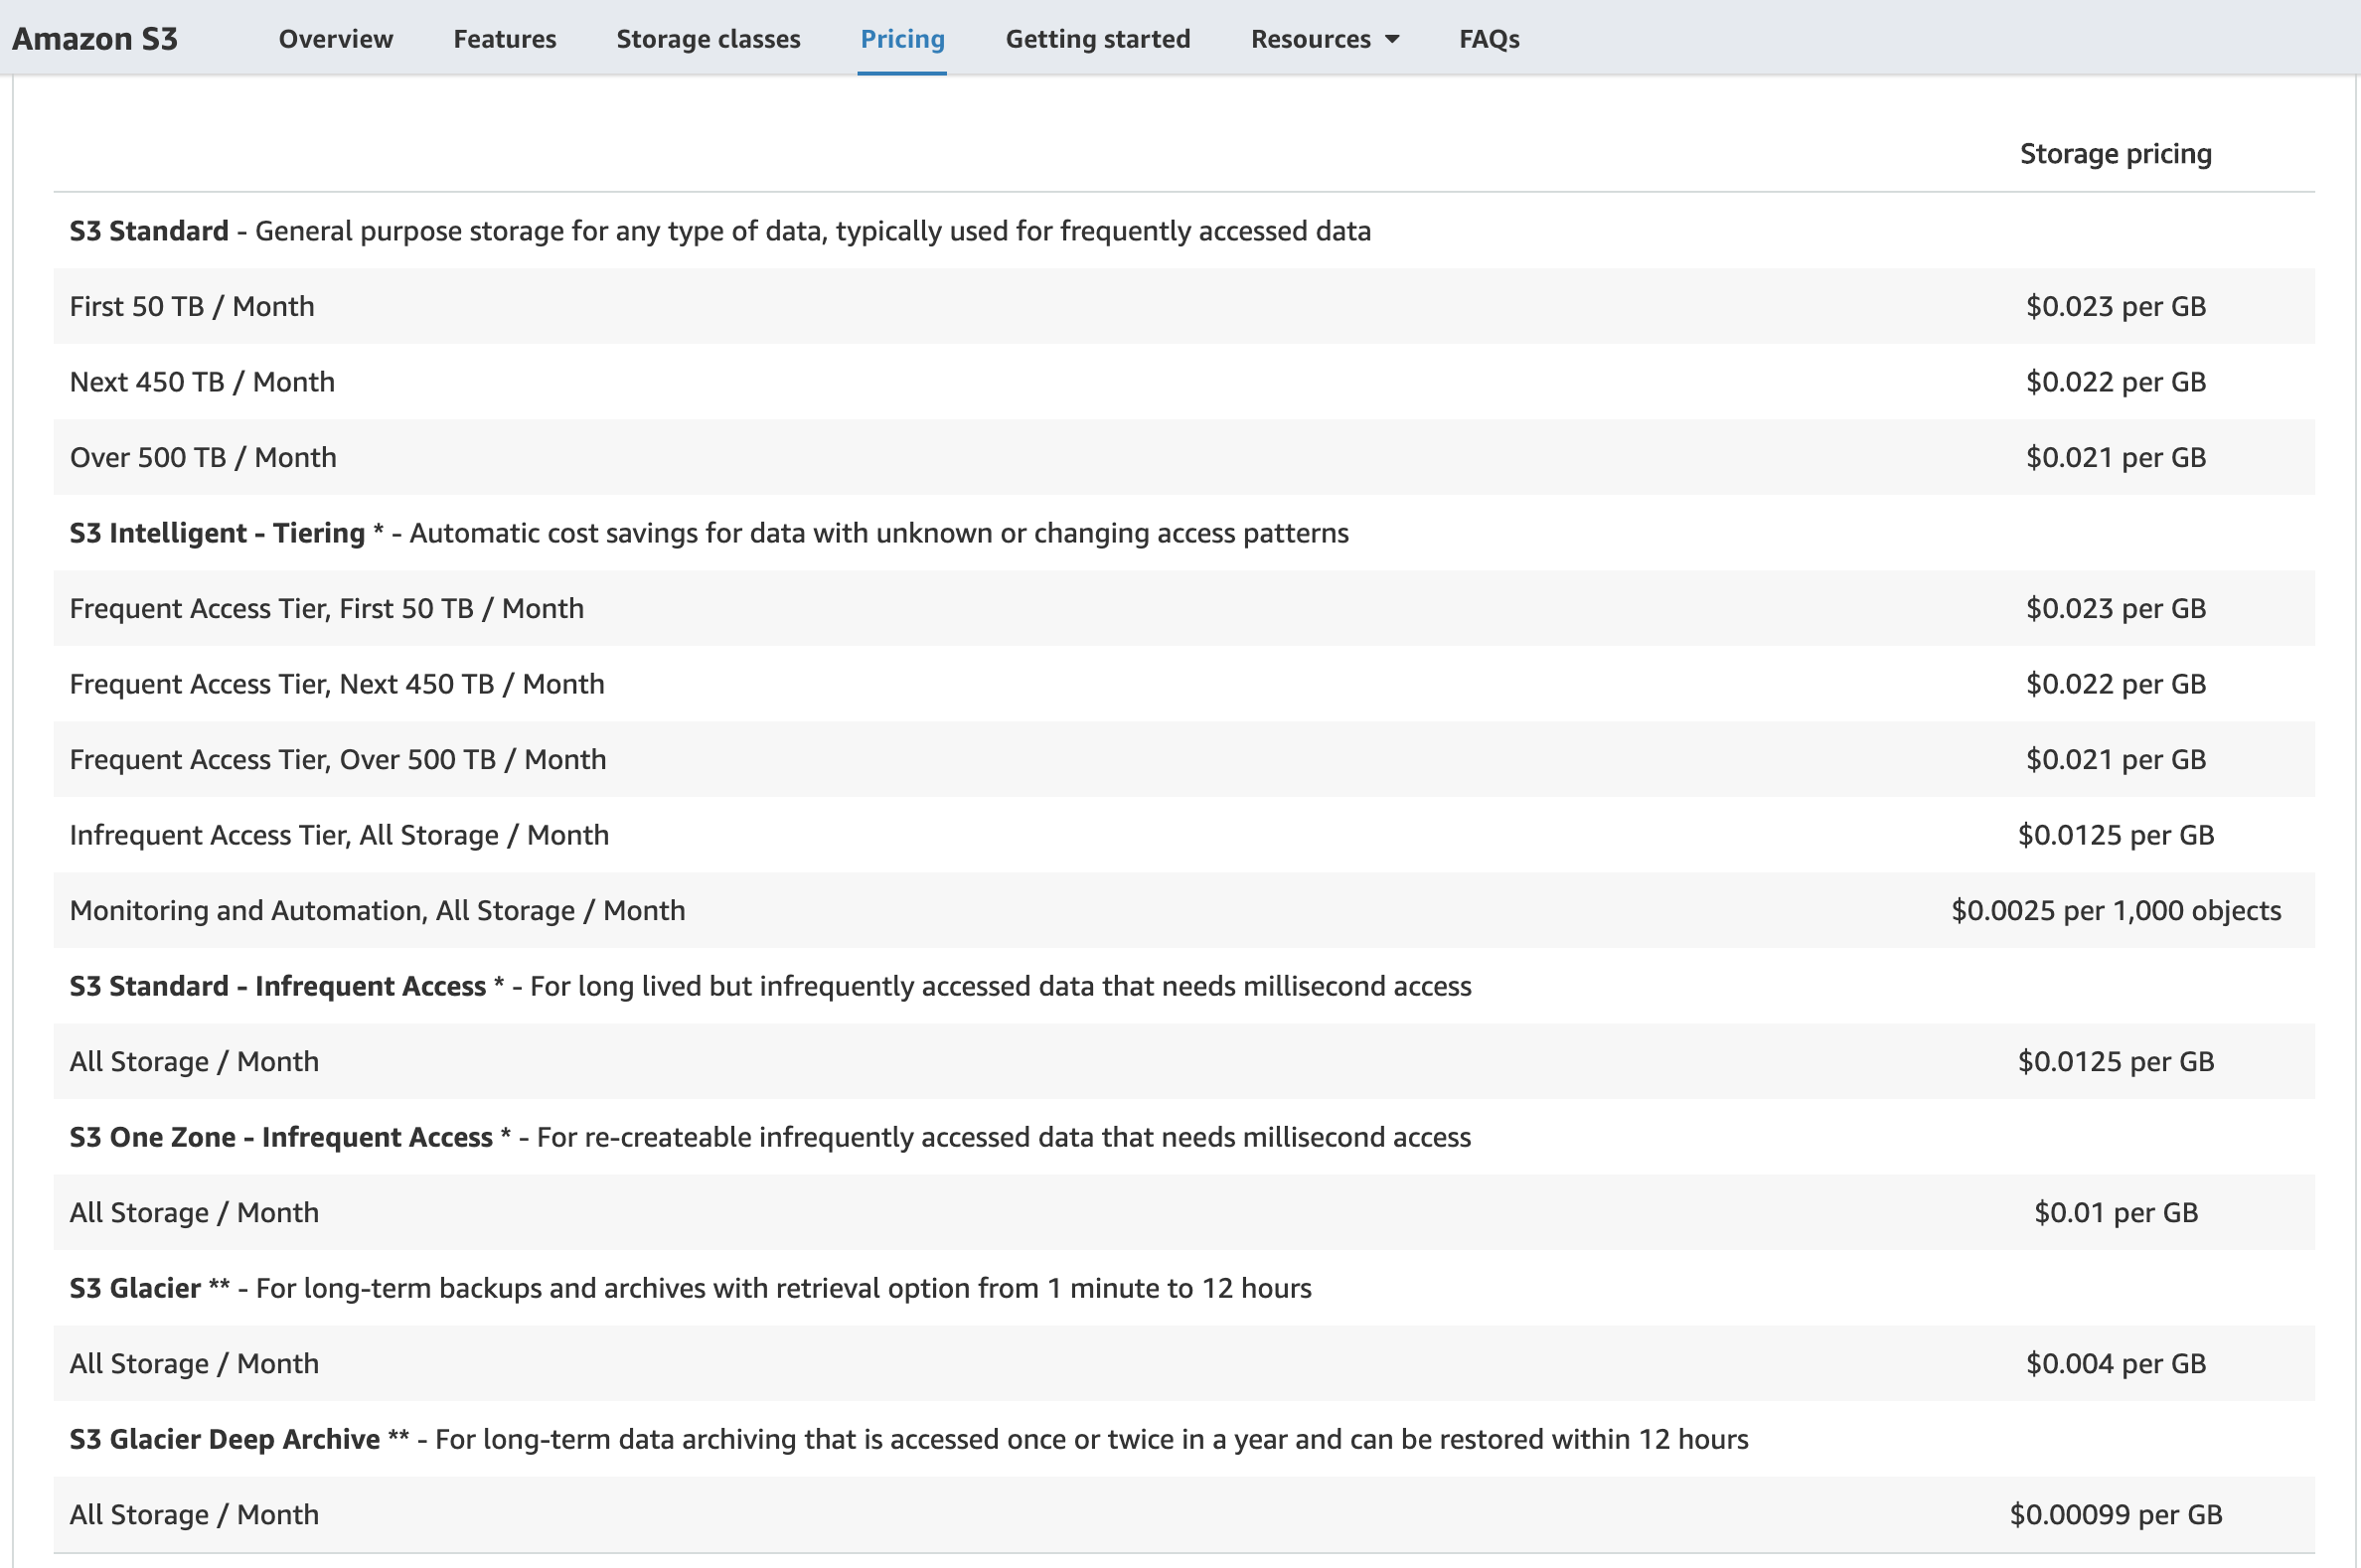 Amazon S3 Overview Features Storage classes Pricing Getting started Resources FAQs
Storage pricing
S3 Standard - General purpose storage for any type of data, typically used for frequently accessed data
First 50 TB / Month $0.023 per GB
Next 450 TB / Month $0.022 per GB
Over 500 TB / Month $0.021 per GB
S3 Intelligent - Tiering * - Automatic cost savings for data with unknown or changing access patterns
Frequent Access Tier, First 50 TB / Month $0.023 per GB
Frequent Access Tier, Next 450 TB / Month $0.022 per GB
Frequent Access Tier, Over 500 TB / Month $0.021 per GB
Infrequent Access Tier, All Storage / Month $0.0125 per GB
Monitoring and Automation, All Storage / Month $0.0025 per 1,000 objects
S3 Standard - Infrequent Access * - For long lived but infrequently accessed data that needs millisecond access
All Storage / Month $0.0125 per GB
S3 One Zone - Infrequent Access * - For re-createable infrequently accessed data that needs millisecond access
All Storage / Month $0.01 per GB
S3 Glacier ** - For long-term backups and archives with retrieval option from 1 minute to 12 hours
All Storage / Month $0.004 per GB
S3 Glacier Deep Archive ** - For long-term data archiving that is accessed once or twice in a year and can be restored within 12 hours
All Storage / Month $0.00099 per GB